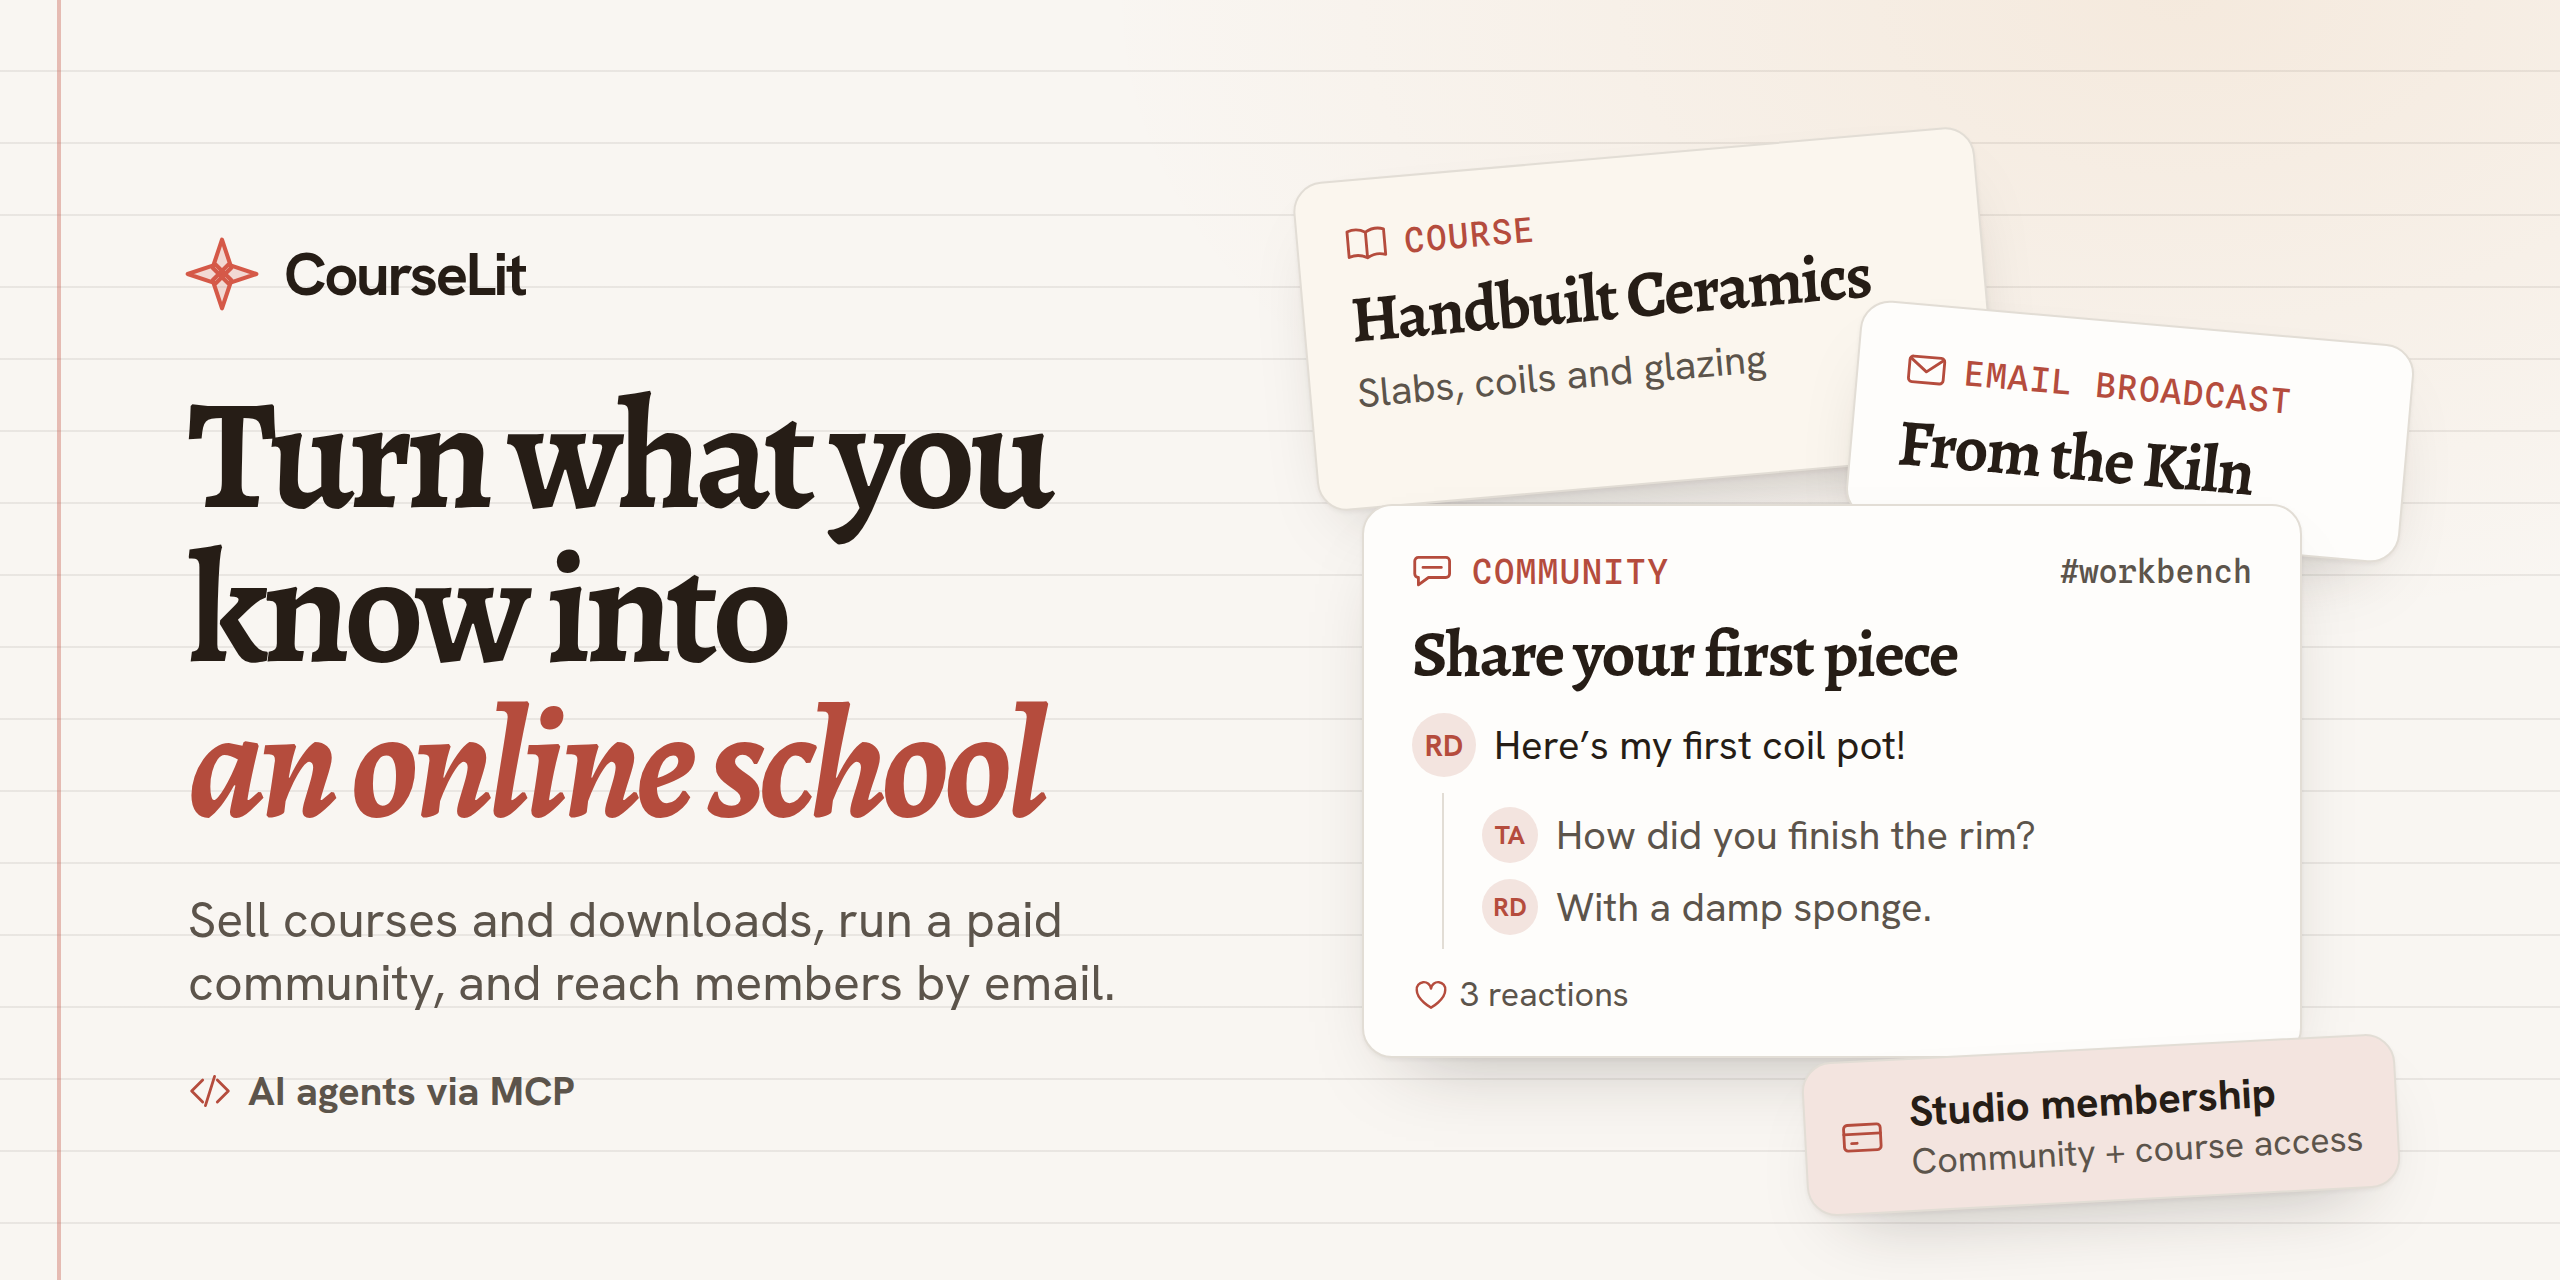 CourseLit
Turn what you
know into
an online school
Sell courses and downloads, run a paid
community, and reach members by email.
AI agents via MCP
COURSE
Handbuilt Ceramics
Slabs, coils and glazing
EMAIL BROADCAST
From the Kiln
COMMUNITY #workbench
Share your first piece
RD Here’s my first coil pot!
TA How did you finish the rim?
RD With a damp sponge.
3 reactions
Studio membership
Community + course access